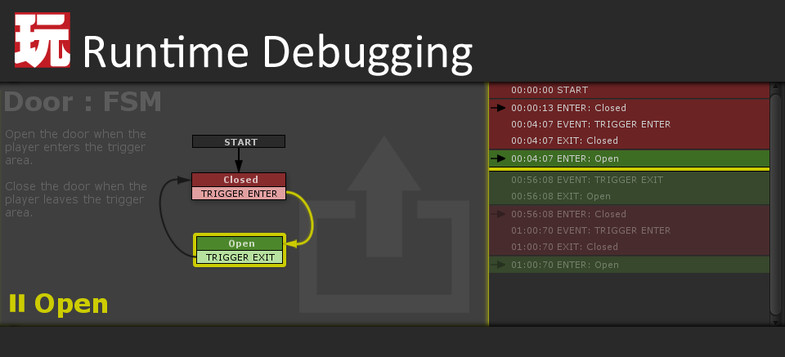 玩 Runtime Debugging
Door : FSM
Open the door when the
player enters the trigger
area.
Close the door when the
player leaves the trigger
area.
START
Closed
TRIGGER ENTER
Open
TRIGGER EXIT
Open
00:00:00 START
00:00:13 ENTER: Closed
00:04:07 EVENT: TRIGGER ENTER
00:04:07 EXIT: Closed
00:04:07 ENTER: Open
00:56:08 EVENT: TRIGGER EXIT
00:56:08 EXIT: Open
00:56:08 ENTER: Closed
01:00:70 EVENT: TRIGGER ENTER
01:00:70 EXIT: Closed
01:00:70 ENTER: Open